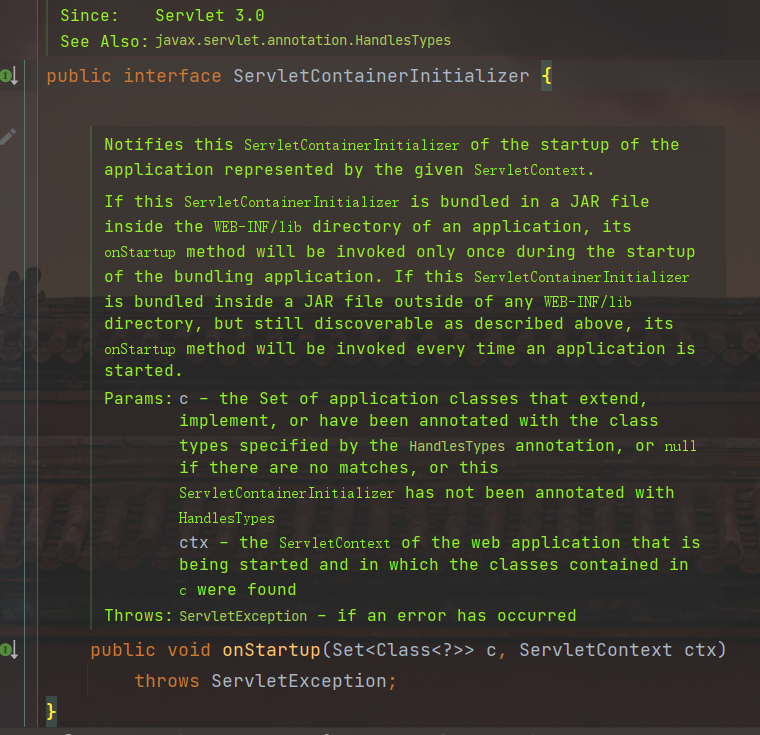 Since: Servlet 3.0
See Also: javax.servlet.annotation.HandlesTypes
public interface ServletContainerInitializer {
Notifies this ServletContainerInitializer of the startup of the
application represented by the given ServletContext.
If this ServletContainerInitializer is bundled in a JAR file
inside the WEB-INF/lib directory of an application, its
onStartup method will be invoked only once during the startup
of the bundling application. If this ServletContainerInitializer
is bundled inside a JAR file outside of any WEB-INF/lib
directory, but still discoverable as described above, its
onStartup method will be invoked every time an application is
started.
Params: c – the Set of application classes that extend,
implement, or have been annotated with the class
types specified by the HandlesTypes annotation, or null
if there are no matches, or this
ServletContainerInitializer has not been annotated with
HandlesTypes
ctx – the ServletContext of the web application that is
being started and in which the classes contained in
c were found
Throws: ServletException – if an error has occurred
public void onStartup(Set<Class<?>> c, ServletContext ctx)
throws ServletException;
}